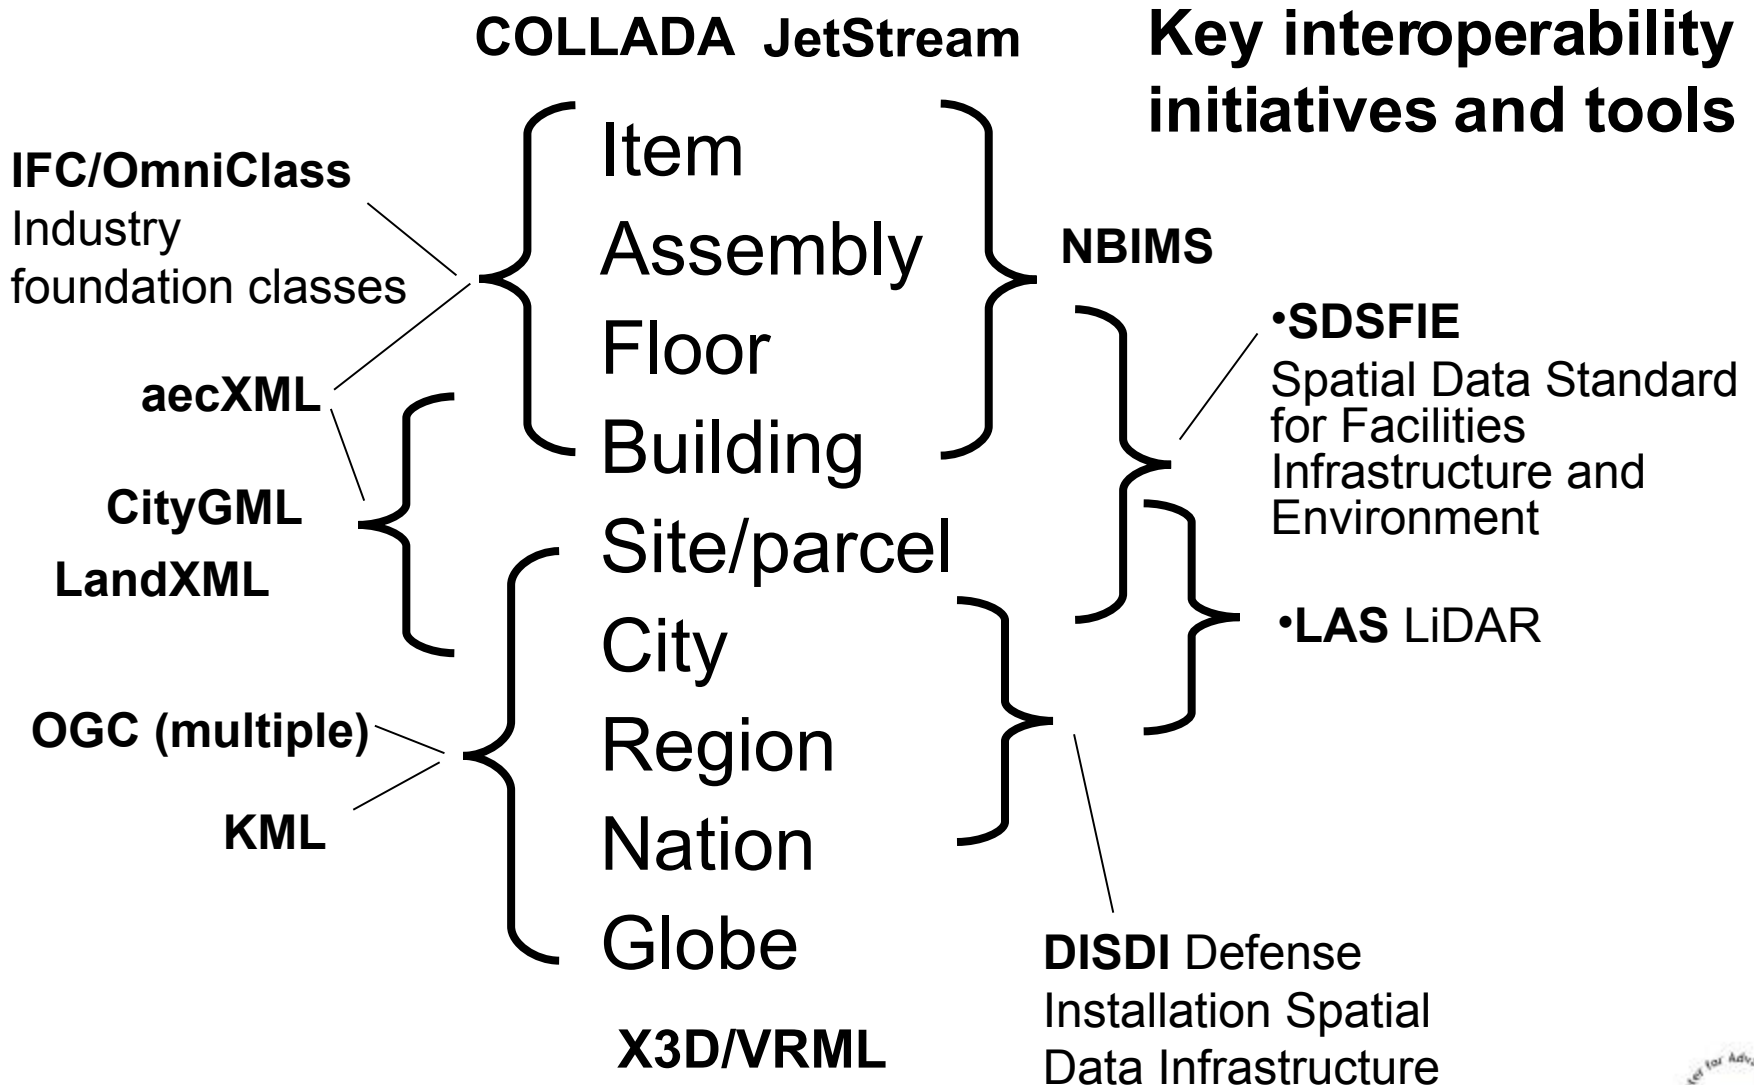 COLLADA JetStream
Key interoperability
initiatives and tools
IFC/OmniClass
Industry
foundation classes
aecXML
CityGML
LandXML
OGC (multiple)
KML
Item
Assembly
Floor
Building
Site/parcel
City
Region
Nation
Globe
X3D/VRML
NBIMS
•SDSFIE
Spatial Data Standard
for Facilities
Infrastructure and
Environment
•LAS LiDAR
DISDI Defense
Installation Spatial
Data Infrastructure
for